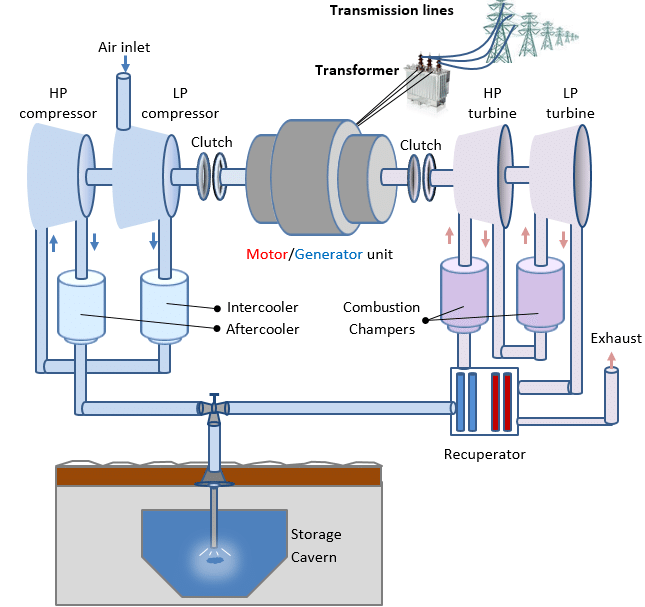 Transmission lines
Air inlet
Transformer
HP
compressor
LP
compressor
HP
turbine
LP
turbine
Clutch
Clutch
Motor/Generator unit
Intercooler
Aftercooler
Combustion
Champers
Exhaust
Recuperator
Storage
Cavern